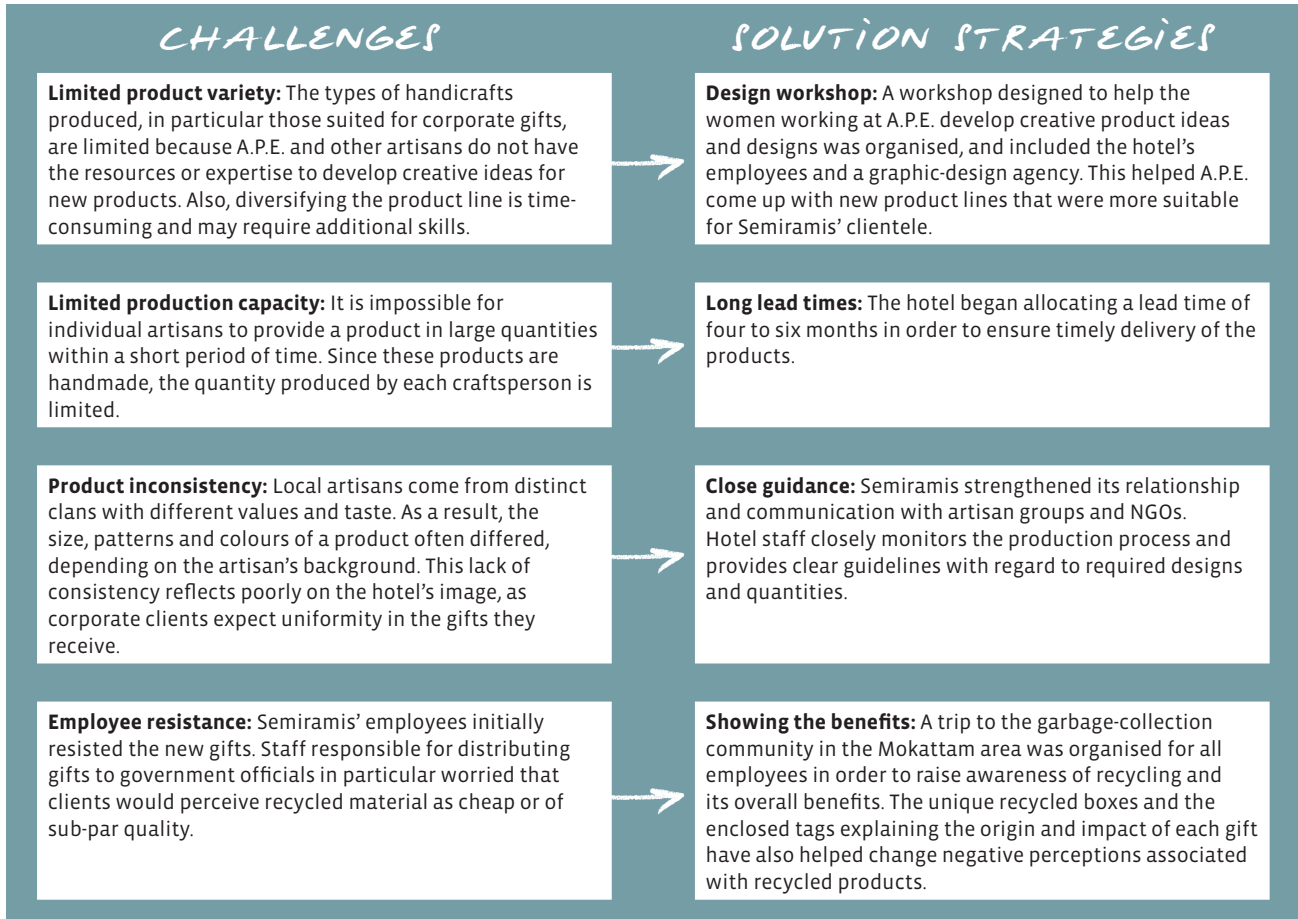 CHALLENGES
SOLUTION STRATEGIES
Limited product variety: The types of handicrafts
produced, in particular those suited for corporate gifts,
are limited because A.P.E. and other artisans do not have
the resources or expertise to develop creative ideas for
new products. Also, diversifying the product line is time-
consuming and may require additional skills.
Design workshop: A workshop designed to help the
women working at A.P.E. develop creative product ideas
and designs was organised, and included the hotel's
employees and a graphic-design agency. This helped A.P.E.
come up with new product lines that were more suitable
for Semiramis' clientele.
Limited production capacity: It is impossible for
individual artisans to provide a product in large quantities
within a short period of time. Since these products are
handmade, the quantity produced by each craftsperson is
limited.
Long lead times: The hotel began allocating a lead time of
four to six months in order to ensure timely delivery of the
products.
Product inconsistency: Local artisans come from distinct
clans with different values and taste. As a result, the
size, patterns and colours of a product often differed,
depending on the artisan's background. This lack of
consistency reflects poorly on the hotel's image, as
corporate clients expect uniformity in the gifts they
receive.
Close guidance: Semiramis strengthened its relationship
and communication with artisan groups and NGOs.
Hotel staff closely monitors the production process and
provides clear guidelines with regard to required designs
and quantities.
Employee resistance: Semiramis' employees initially
resisted the new gifts. Staff responsible for distributing
gifts to government officials in particular worried that
clients would perceive recycled material as cheap or of
sub-par quality.
Showing the benefits: A trip to the garbage-collection
community in the Mokattam area was organised for all
employees in order to raise awareness of recycling and
its overall benefits. The unique recycled boxes and the
enclosed tags explaining the origin and impact of each gift
have also helped change negative perceptions associated
with recycled products.